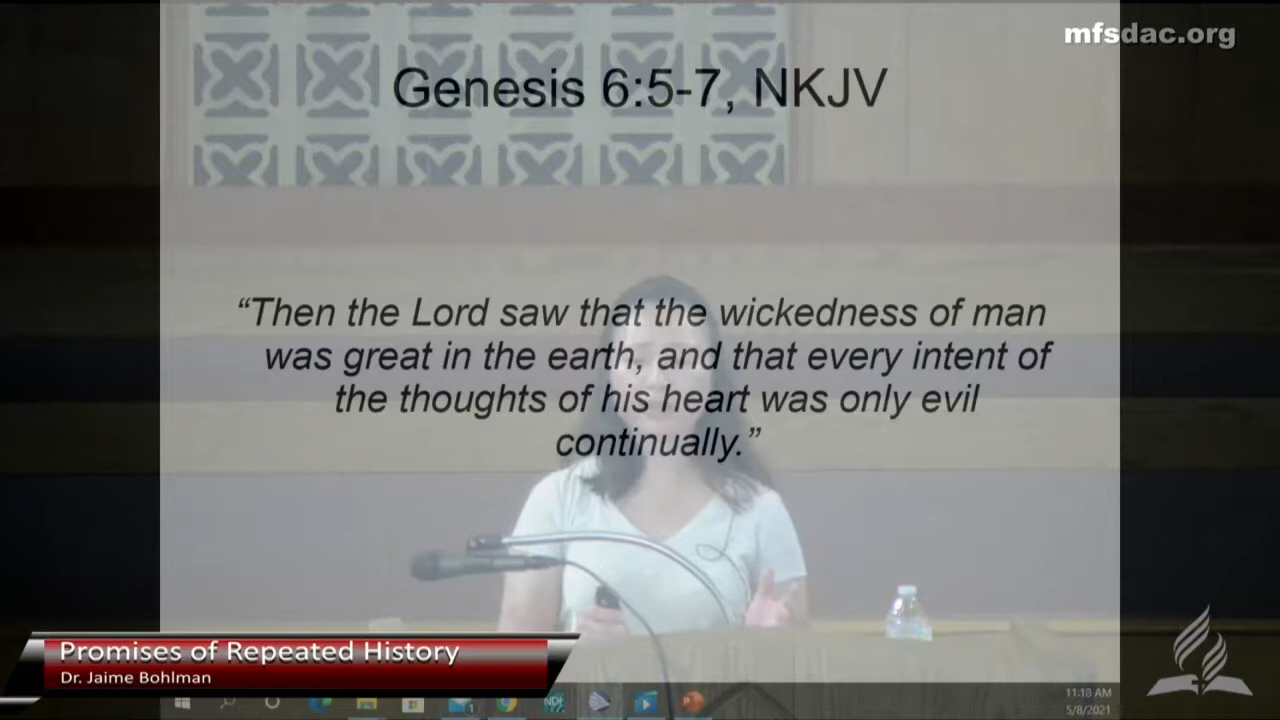 mfsdac.org
Genesis 6:5-7, NKJV
“Then the Lord saw that the wickedness of man
was great in the earth, and that every intent of
the thoughts of his heart was only evil
continually.”
Promises of Repeated History
Dr. Jaime Bohlman
11:18 AM
5/8/2021